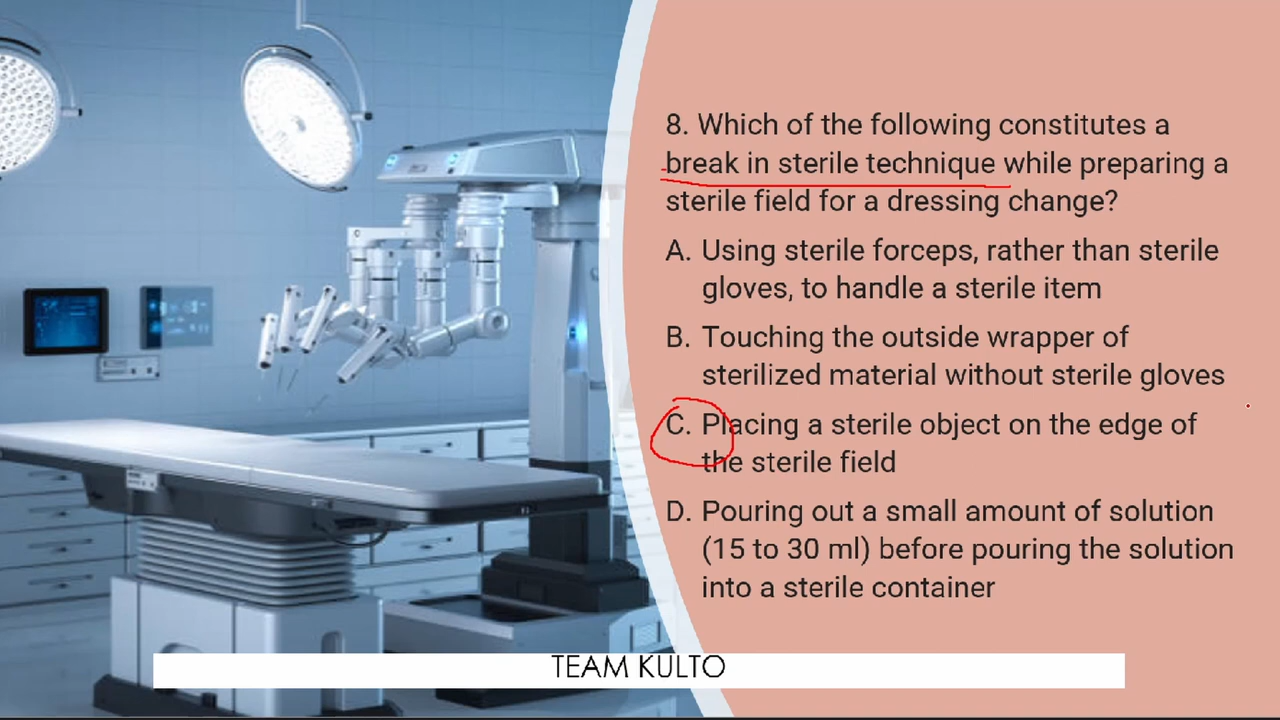 8. Which of the following constitutes a
break in sterile technique while preparing a
sterile field for a dressing change?
A. Using sterile forceps, rather than sterile
gloves, to handle a sterile item
B. Touching the outside wrapper of
sterilized material without sterile gloves
C. Placing a sterile object on the edge of
the sterile field
D. Pouring out a small amount of solution
(15 to 30 ml) before pouring the solution
into a sterile container
TEAM KULTO